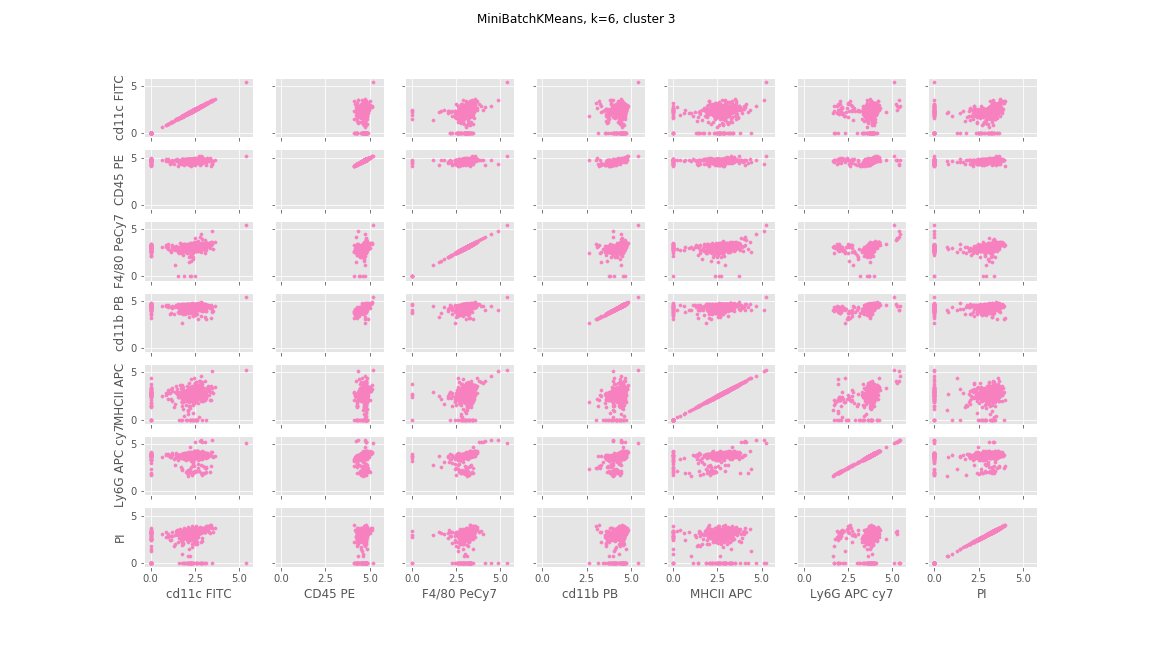 MiniBatchKMeans, k=6, cluster 3
cd11c FITC
5
0
CD45 PE
5
0
F4/80 PeCy7
5
0
cd11b PB
5
0
MHCII APC
5
0
Ly6G APC cy7
5
0
PI
5
0
0.0 2.5 5.0 0.0 2.5 5.0 0.0 2.5 5.0 0.0 2.5 5.0 0.0 2.5 5.0 0.0 2.5 5.0 0.0 2.5 5.0
cd11c FITC CD45 PE F4/80 PeCy7 cd11b PB MHCII APC Ly6G APC cy7 PI